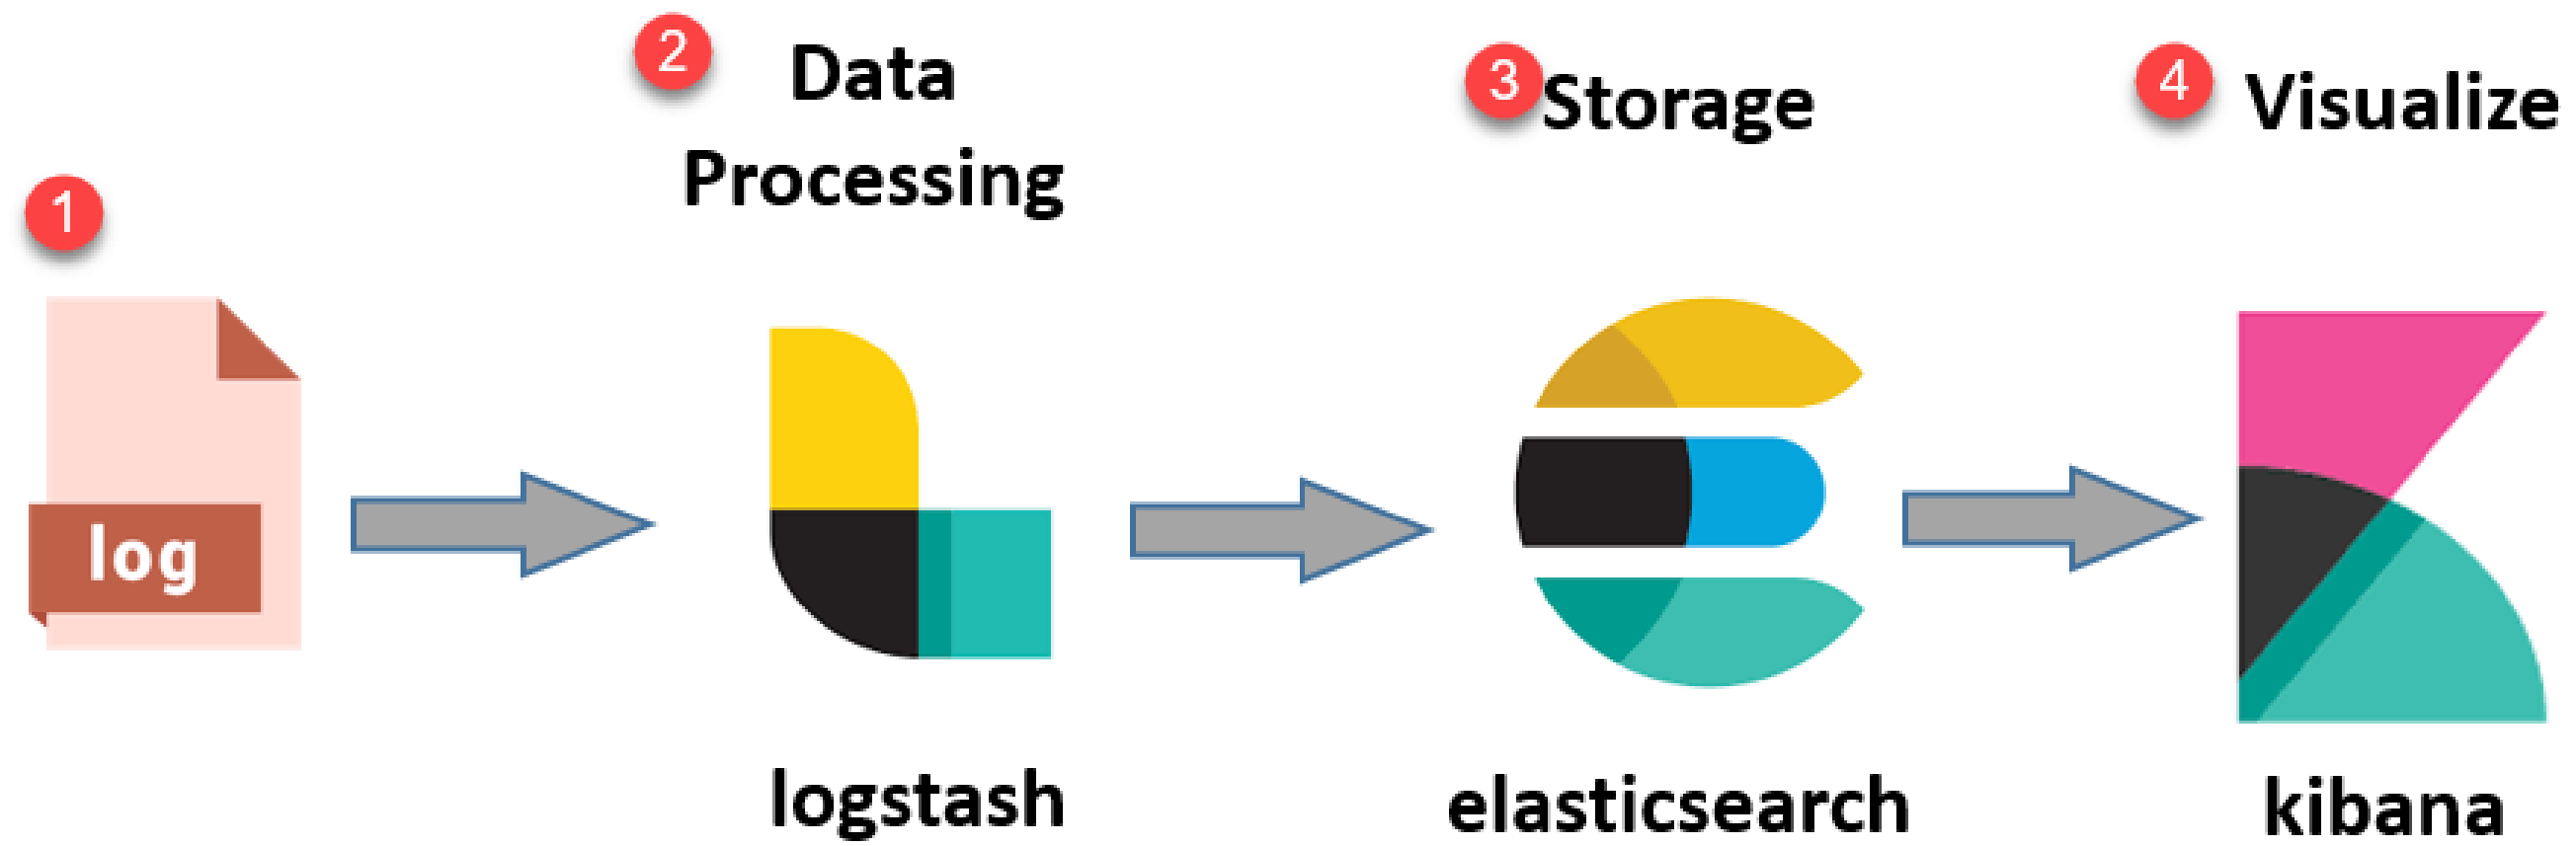 1
log
2
Data
Processing
logstash
3
Storage
elasticsearch
4
Visualize
kibana